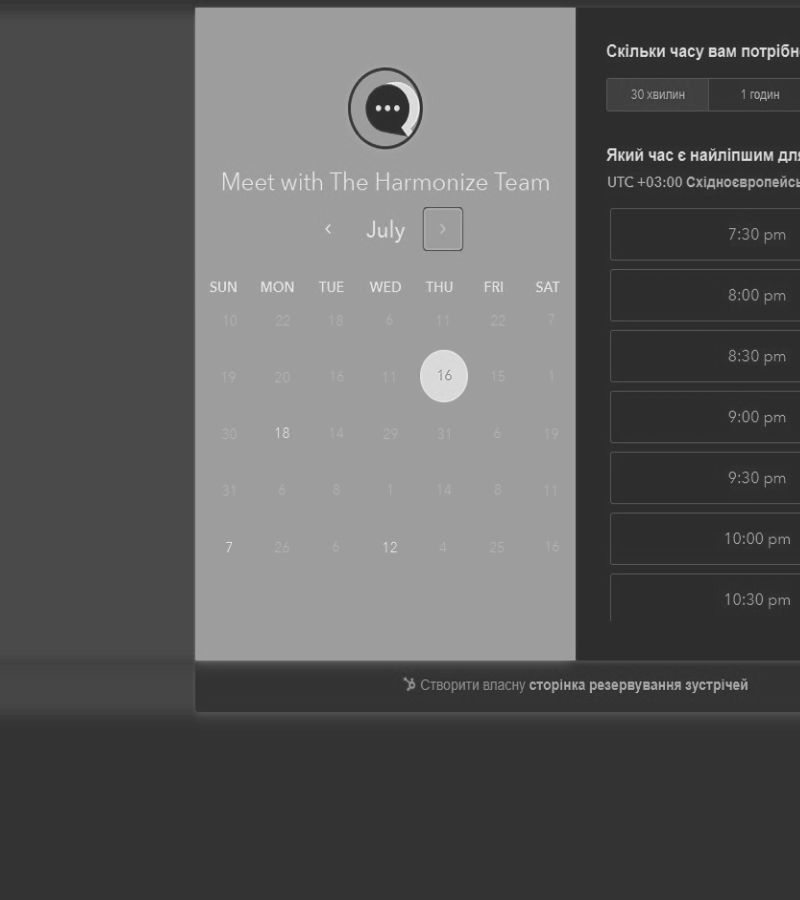 Meet with The Harmonize Team
July
SUN MON TUE WED THU FRI SAT
10 22 18 6 11 22 7
19 20 16 11 16 15 1
30 18 14 29 31 6 19
31 6 8 1 14 8 11
7 26 6 12 4 25 16
Скільки часу вам потрібн
30 хвилин 1 годин
Який час є найліпшим для
UTC +03:00 Східноєвропейсь
7:30 pm
8:00 pm
8:30 pm
9:00 pm
9:30 pm
10:00 pm
10:30 pm
Створити власну сторінка резервування зустрічей